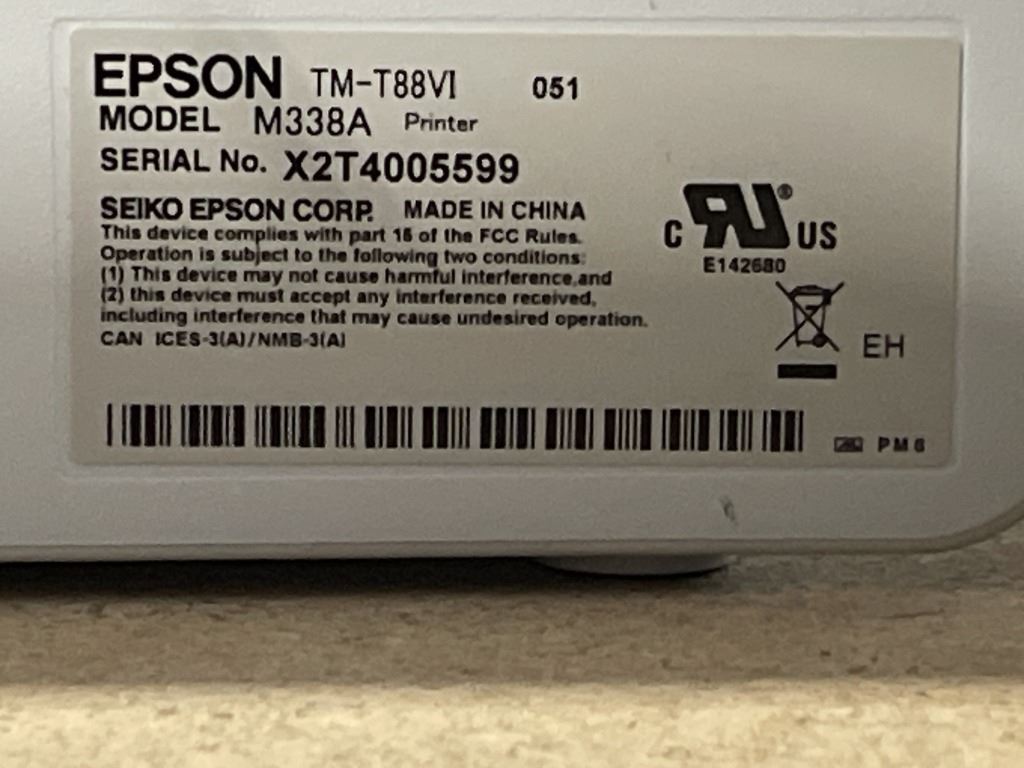 EPSON TM-T88VI 051
MODEL M338A Printer
SERIAL No. X2T4005599
SEIKO EPSON CORP. MADE IN CHINA
This device complies with part 15 of the FCC Rules.
Operation is subject to the following two conditions:
(1) This device may not cause harmful interference,and
(2) this device must accept any interference received,
including interference that may cause undesired operation.
CAN ICES-3(A)/NMB-3(A)
C RU® US
E142680
EH
PM6